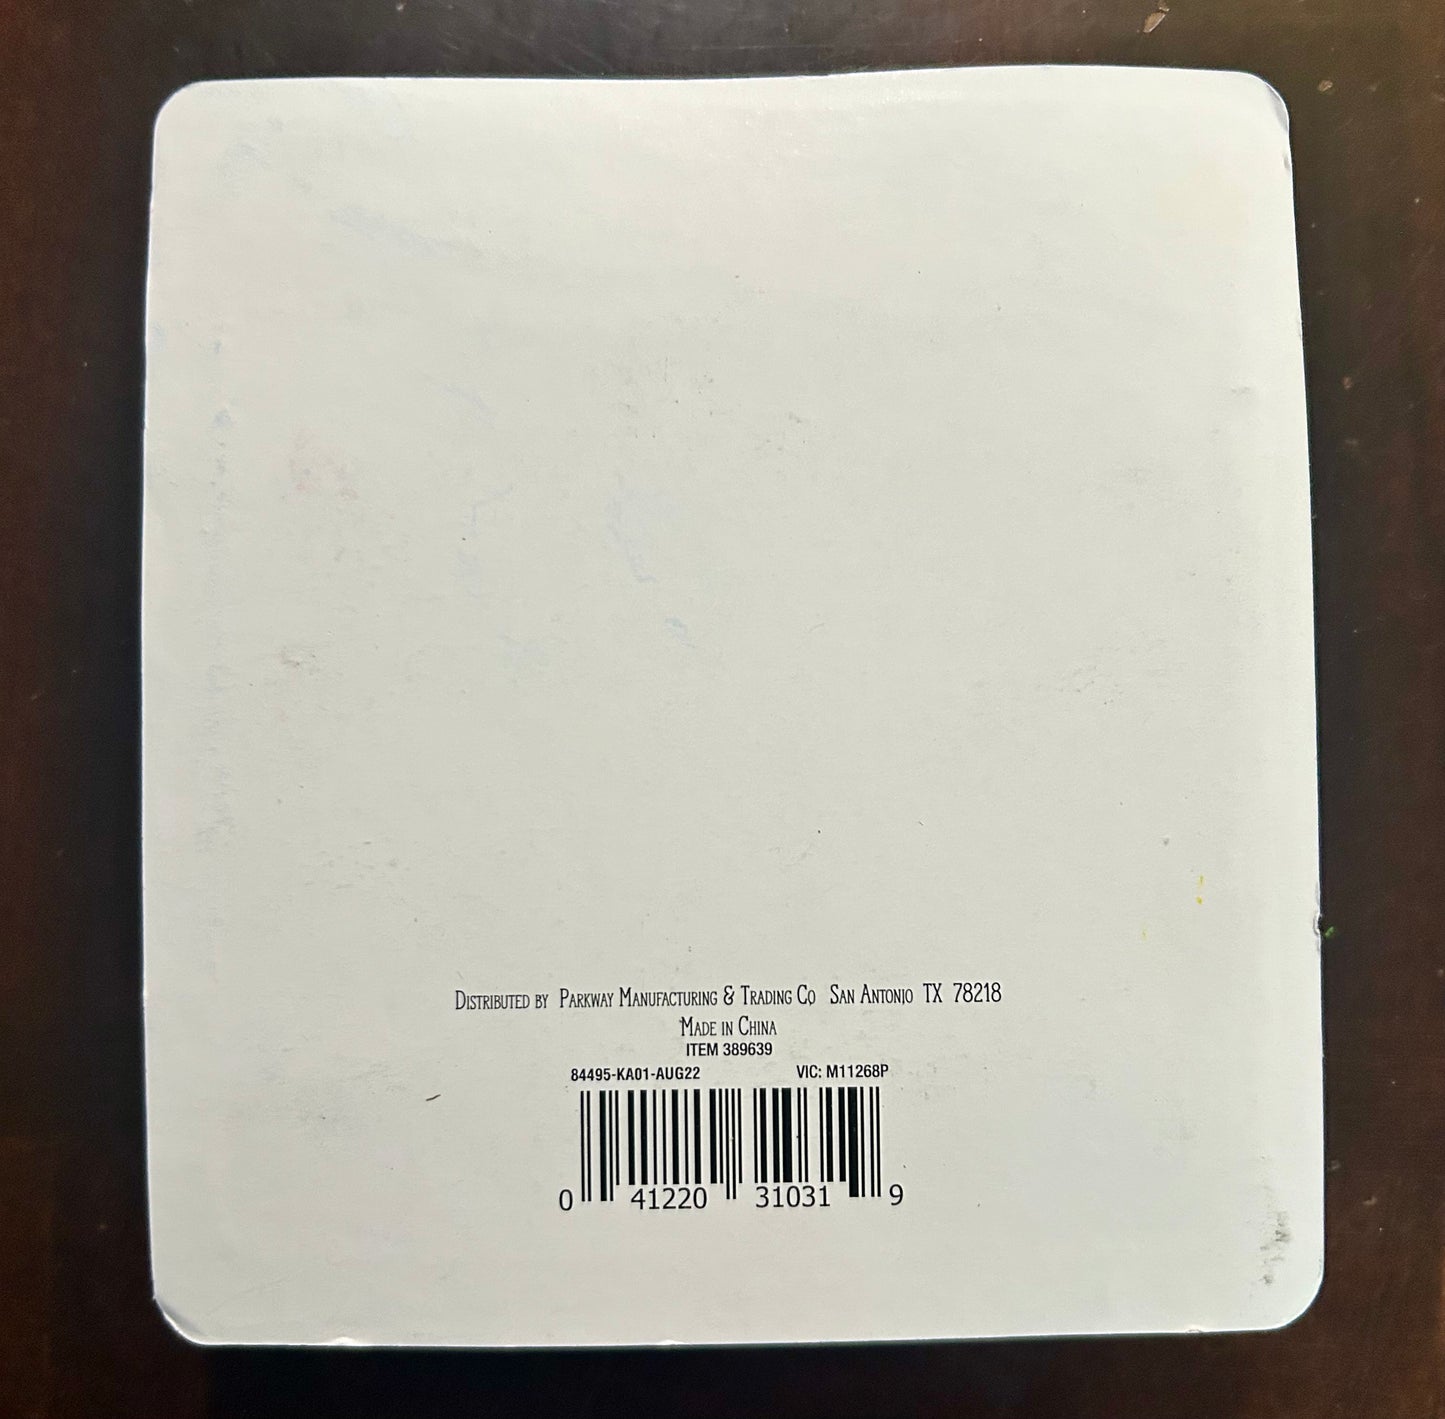 Distributed by Parkway Manufacturing & Trading Co San Antonio TX 78218
Made in China
ITEM 389639
84495-KA01-AUG22 VIC: M11268P
0 41220 31031 9